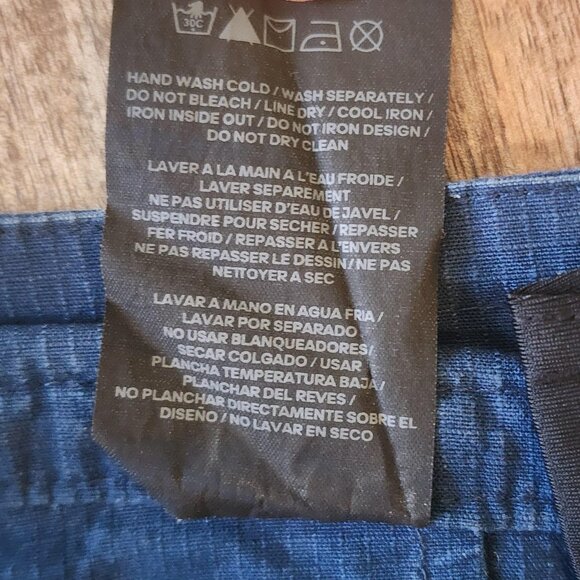 30C
HAND WASH COLD / WASH SEPARATELY /
DO NOT BLEACH / LINE DRY / COOL IRON /
IRON INSIDE OUT / DO NOT IRON DESIGN /
DO NOT DRY CLEAN
LAVER A LA MAIN A L'EAU FROIDE /
LAVER SEPAREMENT
NE PAS UTILISER D'EAU DE JAVEL /
SUSPENDRE POUR SECHER / REPASSER
FER FROID / REPASSER A L'ENVERS
NE PAS REPASSER LE DESSIN / NE PAS
NETTOYER A SEC
LAVAR A MANO EN AGUA FRIA /
LAVAR POR SEPARADO
NO USAR BLANQUEADORES /
SECAR COLGADO / USAR
PLANCHA TEMPERATURA BAJA /
PLANCHAR DEL REVES /
NO PLANCHAR DIRECTAMENTE SOBRE EL
DISEÑO / NO LAVAR EN SECO